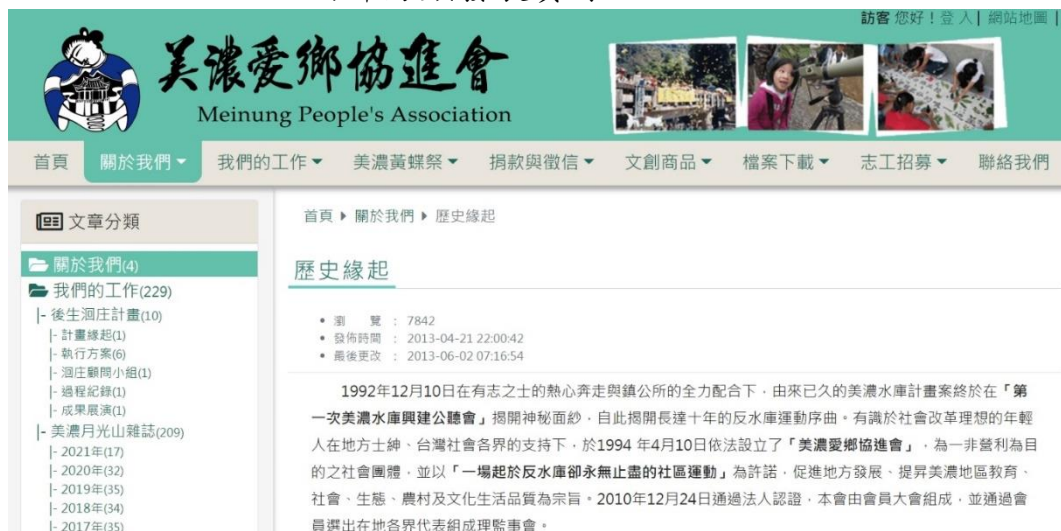 訪客 您好！登入| 網站地圖 |
美濃愛鄉協進會
Meinung People's Association
首頁 關於我們 我們的工作 美濃黃蝶祭 捐款與徵信 文創商品 檔案下載 志工招募 聯絡我們
文章分類
關於我們(4)
我們的工作(229)
|- 後生洄庄計畫(10)
|- 計畫緣起(1)
|- 執行方案(6)
|- 洄庄顧問小組(1)
|- 過程紀錄(1)
|- 成果展演(1)
|- 美濃月光山雜誌(209)
|- 2021年(17)
|- 2020年(32)
|- 2019年(35)
|- 2018年(34)
|- 2017年(35)
首頁 ▶ 關於我們 ▶ 歷史緣起
歷史緣起
• 瀏 覽 : 7842
• 發佈時間 : 2013-04-21 22:00:42
• 最後更改 : 2013-06-02 07:16:54
1992年12月10日在有志之士的熱心奔走與鎮公所的全力配合下，由來已久的美濃水庫計畫案終於在「第
一次美濃水庫興建公聽會」揭開神秘面紗，自此揭開長達十年的反水庫運動序曲。有識於社會改革理想的年輕
人在地方士紳、台灣社會各界的支持下，於1994 年4月10日依法設立了「美濃愛鄉協進會」，為一非營利為目
的之社會團體，並以「一場起於反水庫卻永無止盡的社區運動」為許諾，促進地方發展、提昇美濃地區教育、
社會、生態、農村及文化生活品質為宗旨。2010年12月24日通過法人認證，本會由會員大會組成，並通過會
員選出在地各界代表組成理監事會。